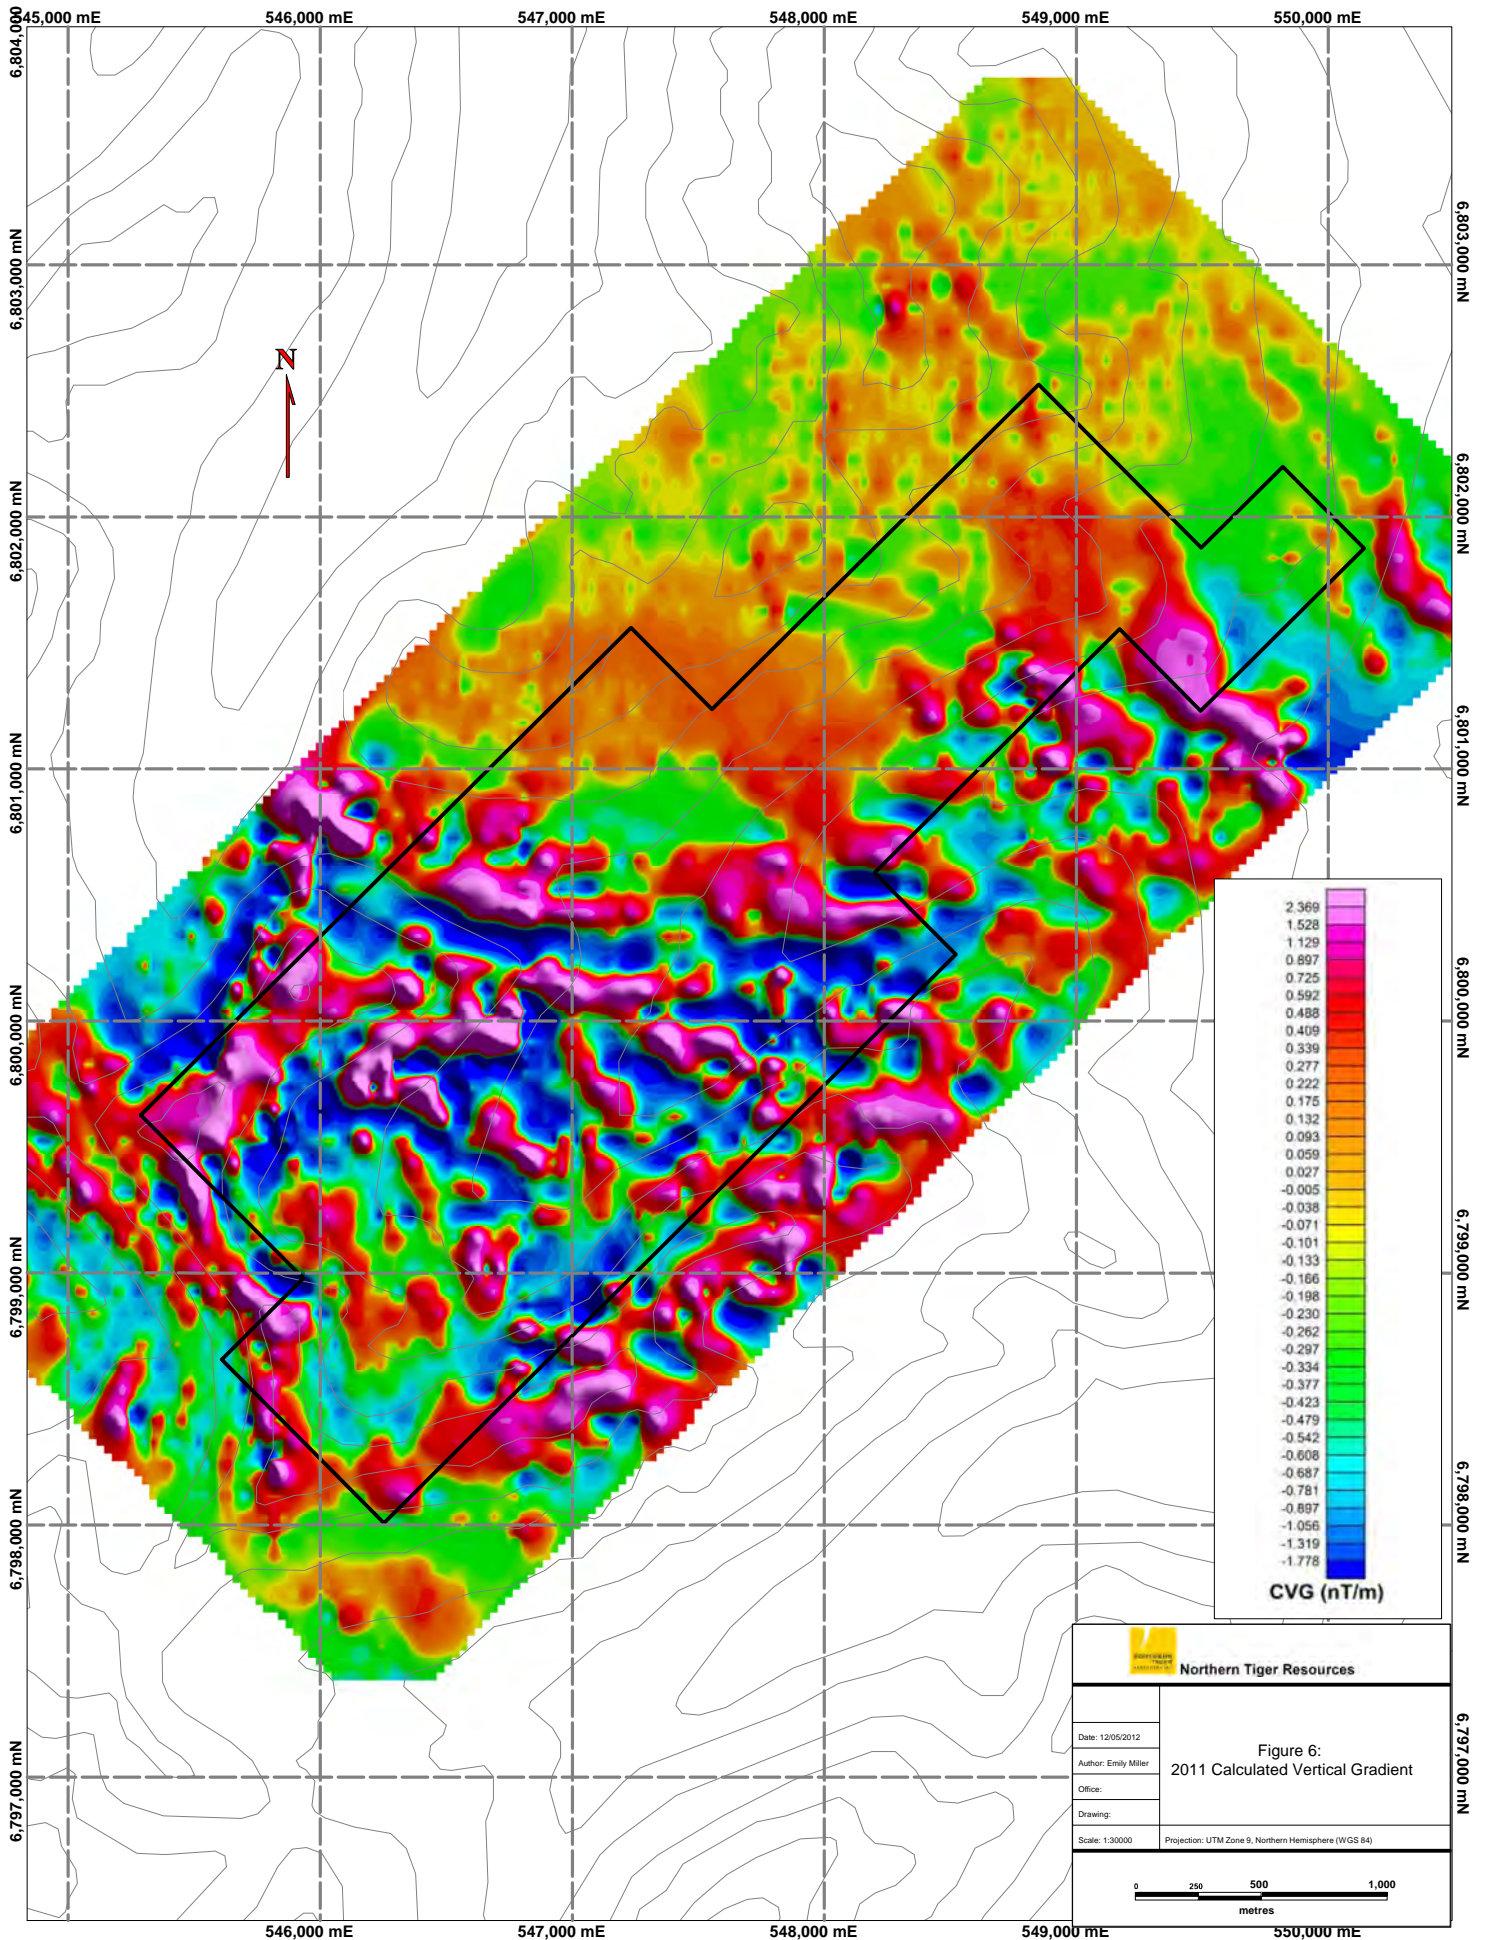 545,000 mE
546,000 mE
547,000 mE
548,000 mE
549,000 mE
550,000 mE
6,804,000
6,803,000 mN
6,802,000 mN
6,801,000 mN
6,800,000 mN
6,799,000 mN
6,798,000 mN
6,797,000 mN
N
6,803,000 mN
6,802,000 mN
6,801,000 mN
6,800,000 mN
6,799,000 mN
6,798,000 mN
6,797,000 mN
2.369
1.528
1.129
0.897
0.725
0.592
0.488
0.409
0.339
0.277
0.222
0.175
0.132
0.093
0.059
0.027
-0.005
-0.038
-0.071
-0.101
-0.133
-0.166
-0.198
-0.230
-0.262
-0.297
-0.334
-0.377
-0.423
-0.479
-0.542
-0.608
-0.687
-0.781
-0.897
-1.056
-1.319
-1.778
CVG (nT/m)
Northern Tiger Resources
Date: 12/05/2012
Author: Emily Miller
Office:
Drawing:
Scale: 1:30000
Figure 6:
2011 Calculated Vertical Gradient
Projection: UTM Zone 9, Northern Hemisphere (WGS 84)
0 250 500 1,000
metres
546,000 mE
547,000 mE
548,000 mE
549,000 mE
550,000 mE